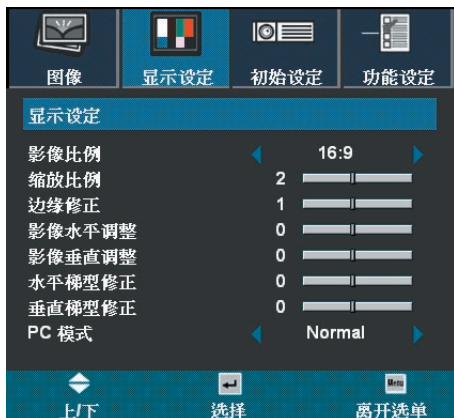 图像 显示设定 初始设定 功能设定
显示设定
影像比例 16:9
缩放比例 2
边缘修正 1
影像水平调整 0
影像垂直调整 0
水平梯型修正 0
垂直梯型修正 0
PC 模式 Normal
Menu
上/下 选择 离开选单